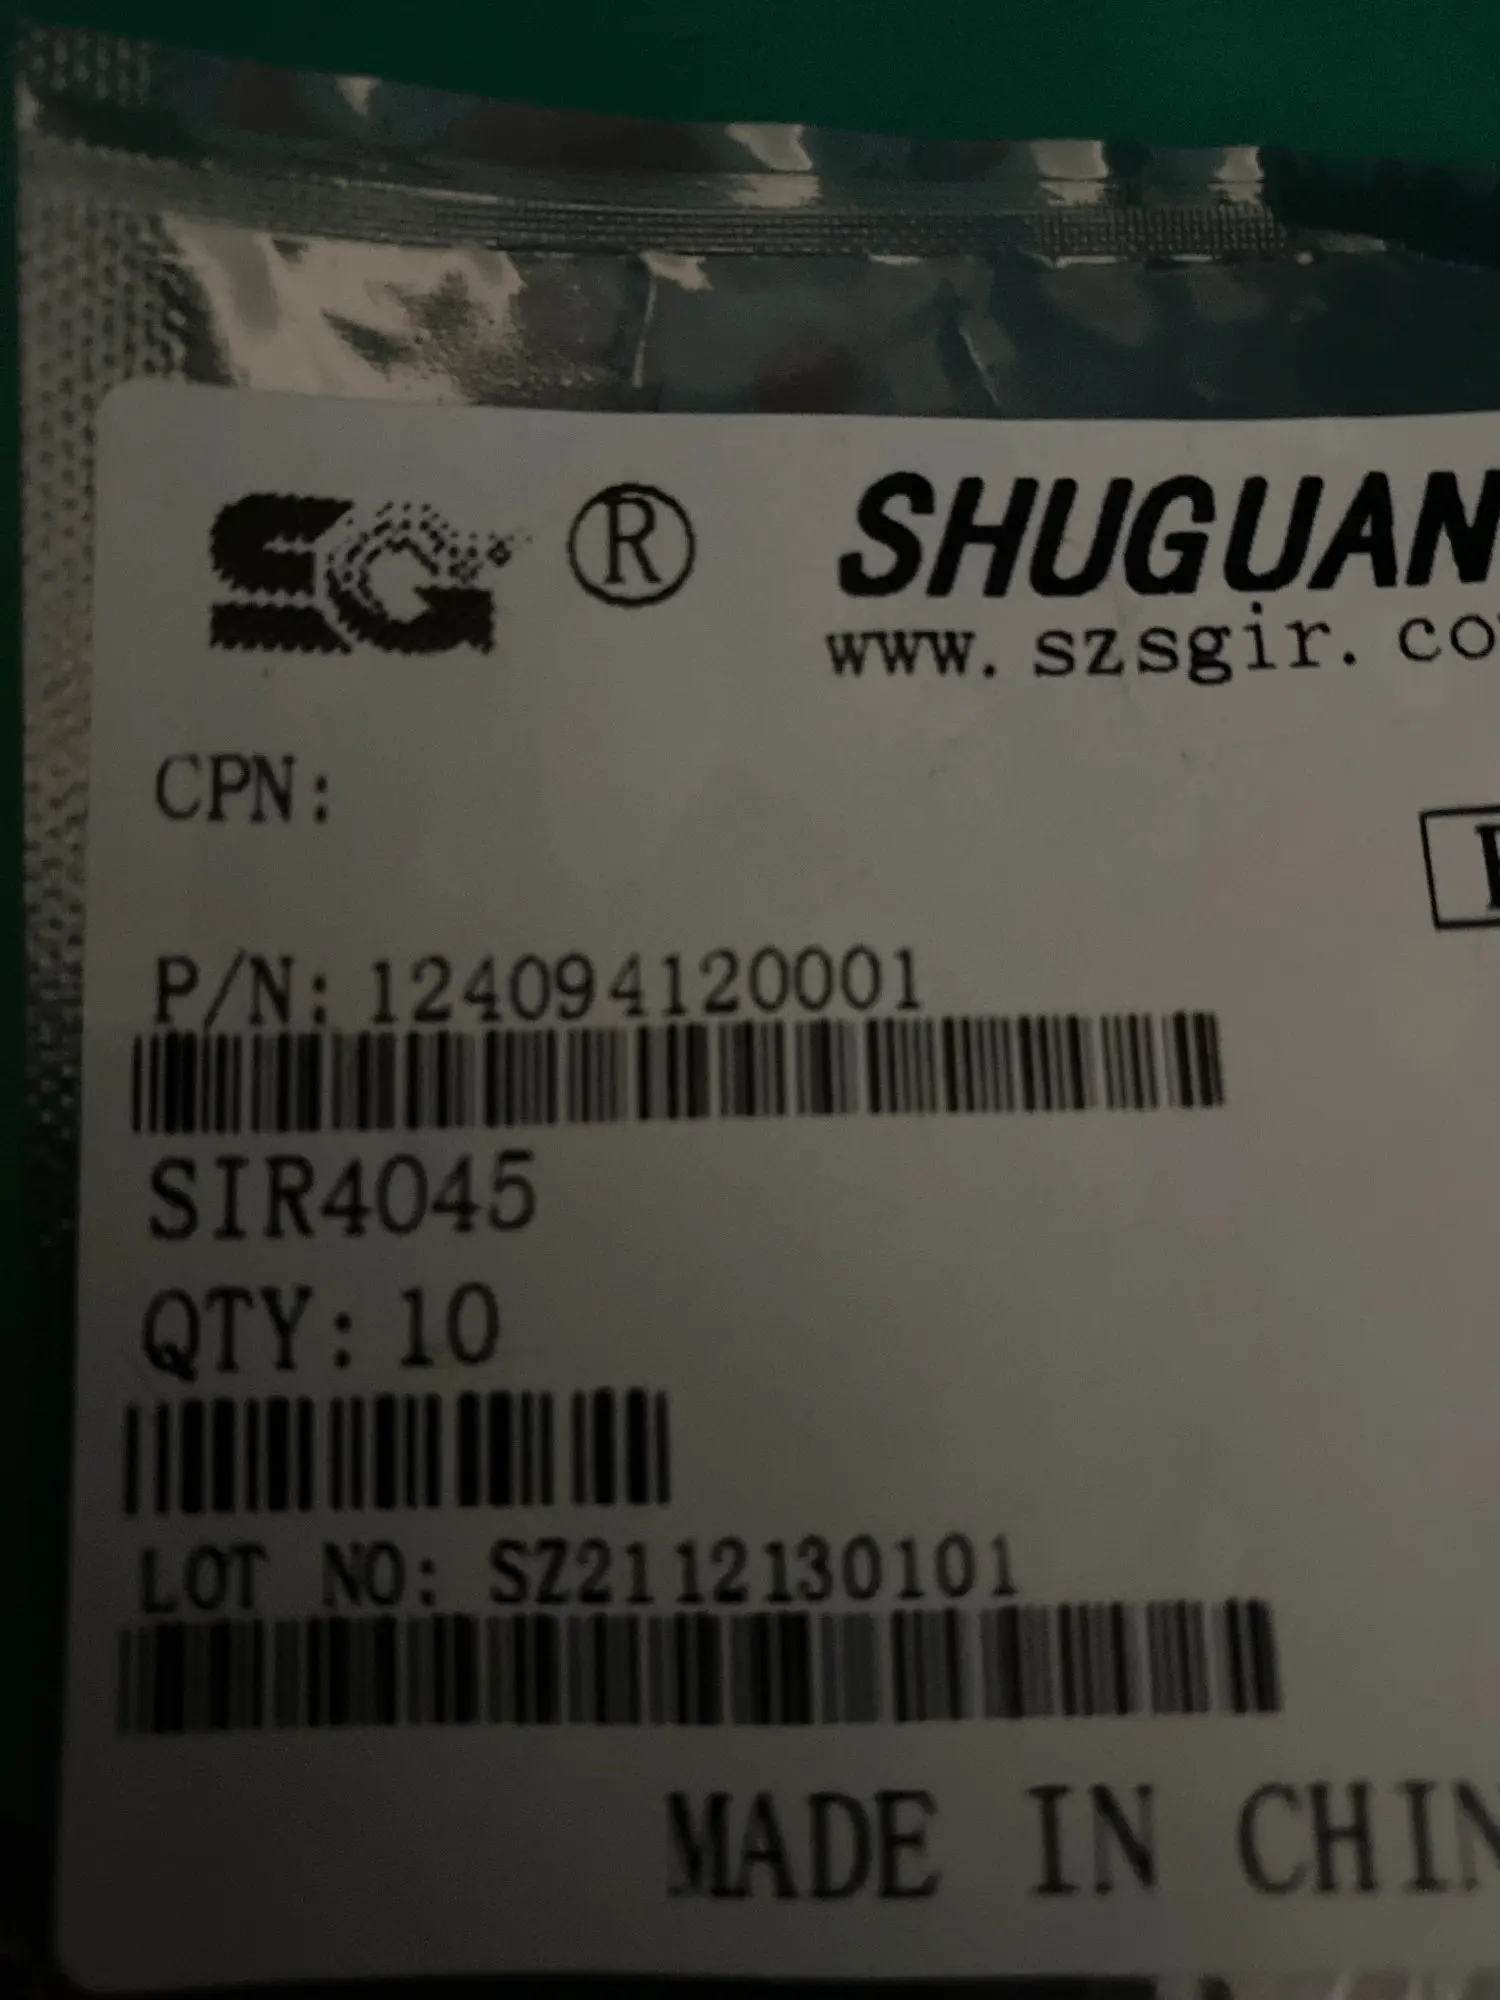 SG ®
SHUGUAN
www.szsgir.co
CPN:
P/N: 124094120001
SIR4045
QTY: 10
LOT NO: SZ2112130101
MADE IN CHIN